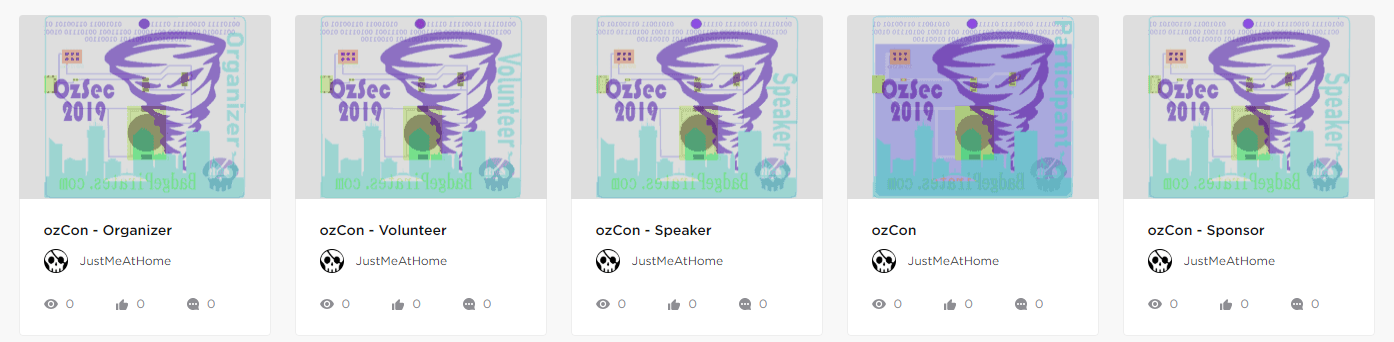 OzSec
2019
Organizer
BadgePirates.com
ozCon - Organizer
JustMeAtHome
0 0 0
OzSec
2019
Volunteer
BadgePirates.com
ozCon - Volunteer
JustMeAtHome
0 0 0
OzSec
2019
Speaker
BadgePirates.com
ozCon - Speaker
JustMeAtHome
0 0 0
OzSec
2019
Participant
BadgePirates.com
ozCon
JustMeAtHome
0 0 0
OzSec
2019
Speaker
BadgePirates.com
ozCon - Sponsor
JustMeAtHome
0 0 0